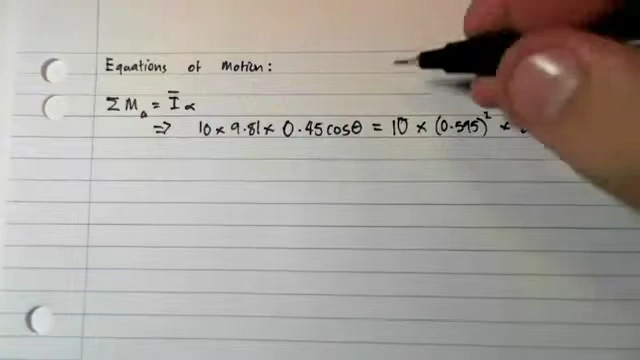 Equations of Motion:
ΣMₐ = Īα
⇒ 10 × 9.81 × 0.45 cosθ = 10 × (0.595)² ×